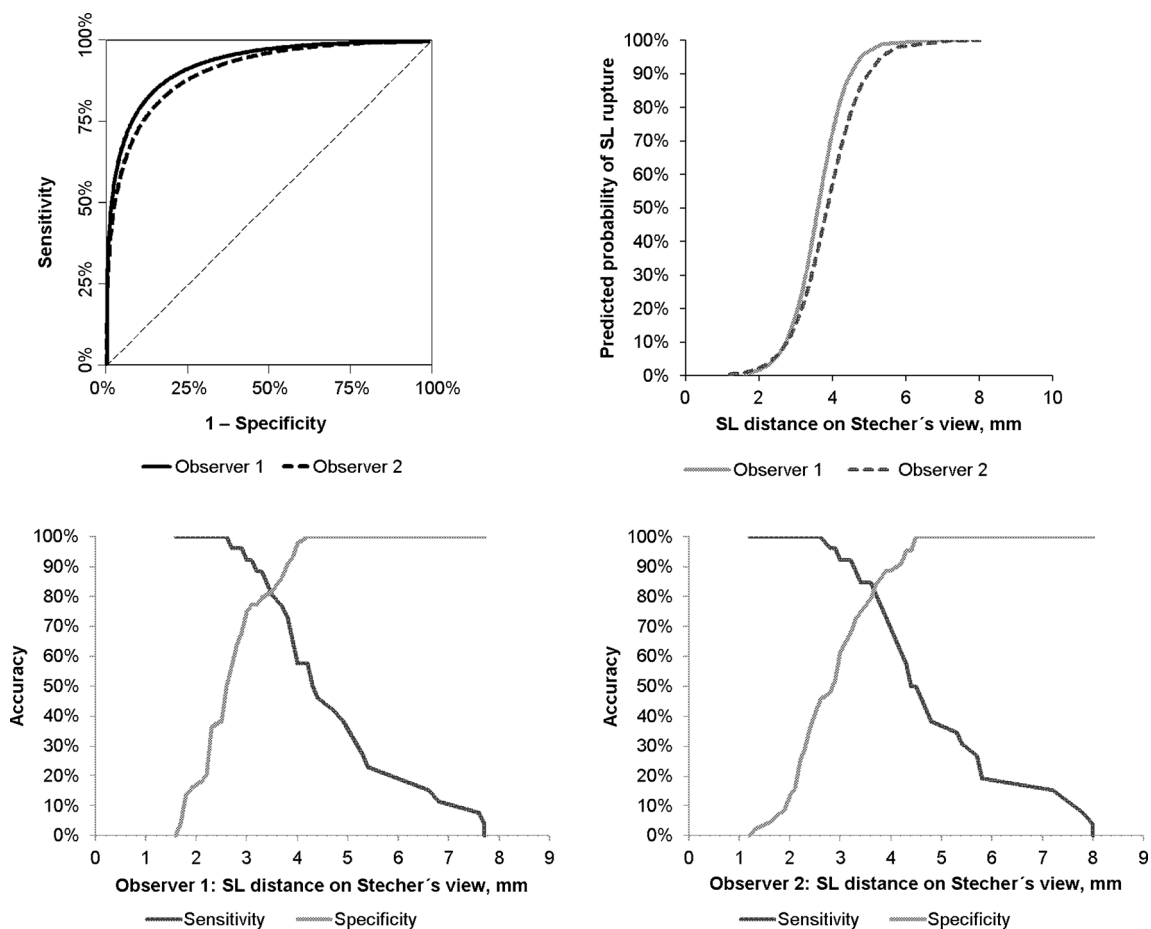 100%
75%
50%
25%
0%
Sensitivity
0% 25% 50% 75% 100%
1 – Specificity
Observer 1 Observer 2
100%
90%
80%
70%
60%
50%
40%
30%
20%
10%
0%
Predicted probability of SL rupture
0 2 4 6 8 10
SL distance on Stecher´s view, mm
Observer 1 Observer 2
100%
90%
80%
70%
60%
50%
40%
30%
20%
10%
0%
Accuracy
0 1 2 3 4 5 6 7 8 9
Observer 1: SL distance on Stecher´s view, mm
Sensitivity Specificity
100%
90%
80%
70%
60%
50%
40%
30%
20%
10%
0%
Accuracy
0 1 2 3 4 5 6 7 8 9
Observer 2: SL distance on Stecher´s view, mm
Sensitivity Specificity